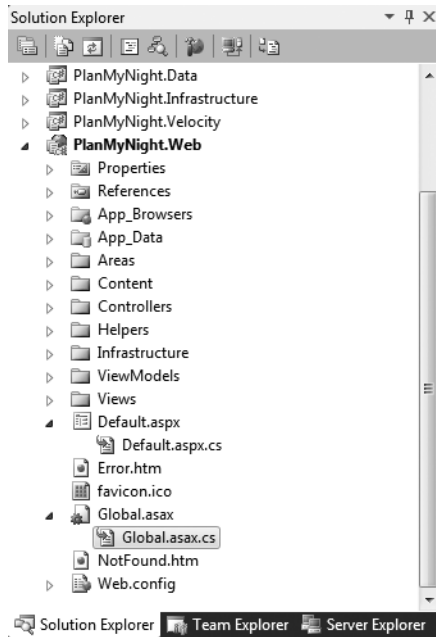 Solution Explorer
PlanMyNight.Data
PlanMyNight.Infrastructure
PlanMyNight.Velocity
PlanMyNight.Web
Properties
References
App_Browsers
App_Data
Areas
Content
Controllers
Helpers
Infrastructure
ViewModels
Views
Default.aspx
Default.aspx.cs
Error.htm
favicon.ico
Global.asax
Global.asax.cs
NotFound.htm
Web.config
Solution Explorer Team Explorer Server Explorer